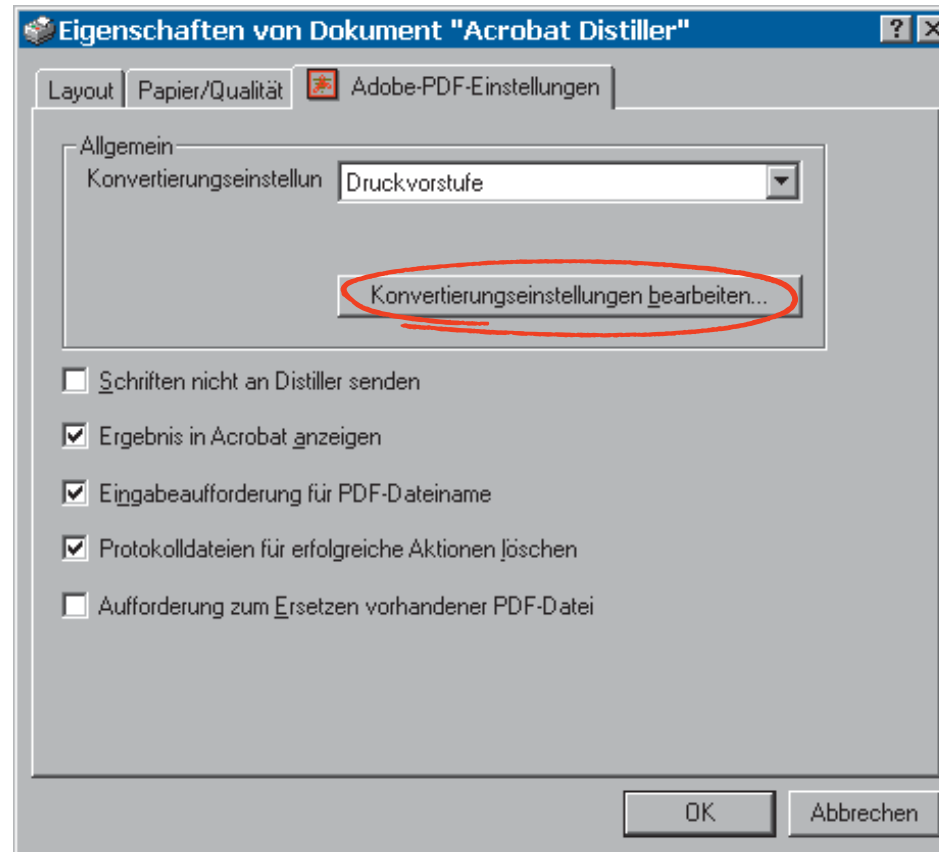 Eigenschaften von Dokument "Acrobat Distiller"
Layout Papier/Qualität Adobe-PDF-Einstellungen
Allgemein
Konvertierungseinstellun Druckvorstufe
Konvertierungseinstellungen bearbeiten...
Schriften nicht an Distiller senden
Ergebnis in Acrobat anzeigen
Eingabeaufforderung für PDF-Dateiname
Protokolldateien für erfolgreiche Aktionen löschen
Aufforderung zum Ersetzen vorhandener PDF-Datei
OK Abbrechen